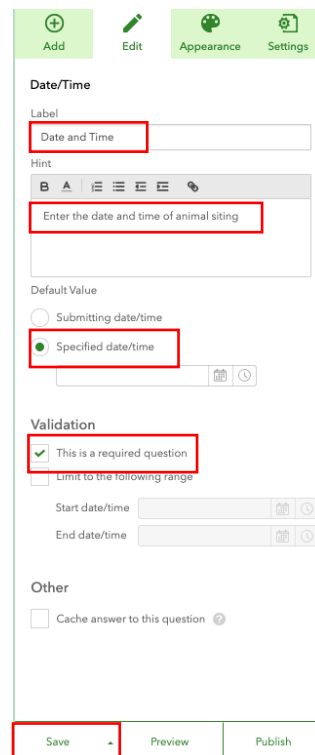 Add Edit Appearance Settings
Date/Time
Label
Date and Time
Hint
B A
Enter the date and time of animal siting
Default Value
Submitting date/time
Specified date/time
Validation
This is a required question
Limit to the following range
Start date/time
End date/time
Other
Cache answer to this question ?
Save Preview Publish